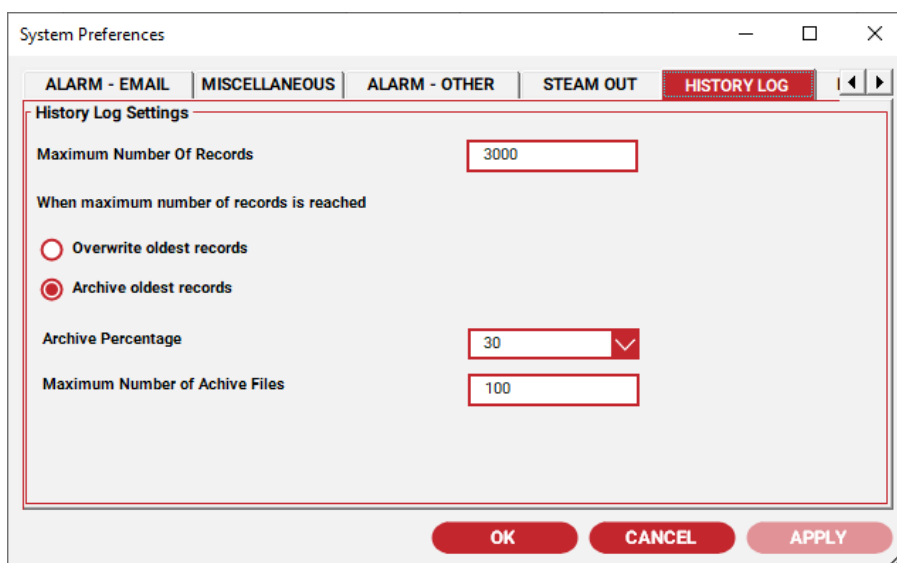 System Preferences
ALARM - EMAIL MISCELLANEOUS ALARM - OTHER STEAM OUT HISTORY LOG
History Log Settings
Maximum Number Of Records 3000
When maximum number of records is reached
Overwrite oldest records
Archive oldest records
Archive Percentage 30
Maximum Number of Achive Files 100
OK CANCEL APPLY